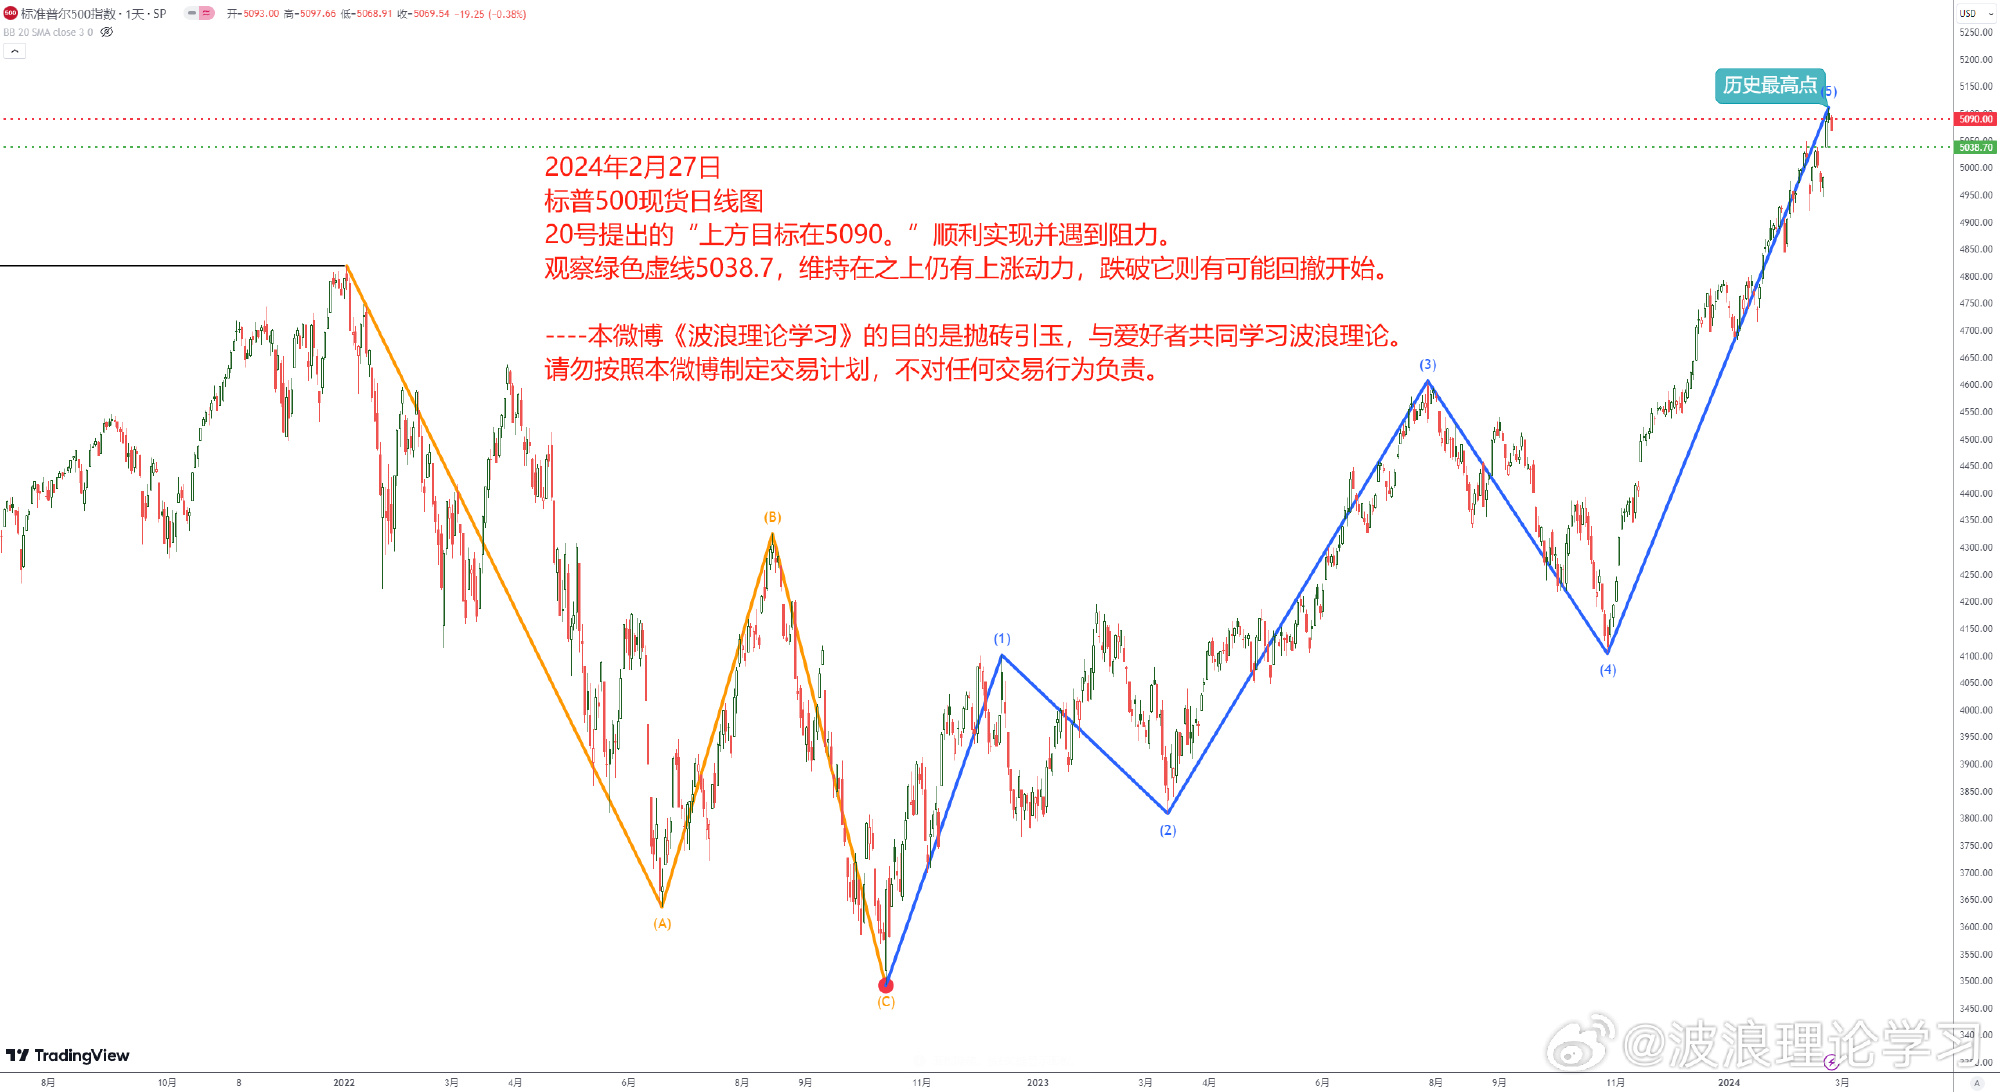 标准普尔500指数 · 1天 · SP 开=5093.00 高=5097.66 低=5068.91 收=5069.54 −19.25 (−0.38%)
BB 20 SMA close 3 0
USD
5250.00
5200.00
5150.00
历史最高点
(5)
5090.00
5038.70
5000.00
4950.00
4900.00
4850.00
4800.00
4750.00
4700.00
4650.00
4600.00
4550.00
4500.00
4450.00
4400.00
4350.00
4300.00
4250.00
4200.00
4150.00
4100.00
4050.00
4000.00
3950.00
3900.00
3850.00
3800.00
3750.00
3700.00
3650.00
3600.00
3550.00
3500.00
3450.00
2024年2月27日
标普500现货日线图
20号提出的“上方目标在5090。”顺利实现并遇到阻力。
观察绿色虚线5038.7，维持在之上仍有上涨动力，跌破它则有可能回撤开始。
----本微博《波浪理论学习》的目的是抛砖引玉，与爱好者共同学习波浪理论。
请勿按照本微博制定交易计划，不对任何交易行为负责。
(3)
(B)
(1)
(4)
(2)
(A)
(C)
@波浪理论学习
TradingView
8月 10月 8 2022 3月 4月 6月 8月 9月 11月 2023 3月 4月 6月 8月 9月 11月 2024 3月
A